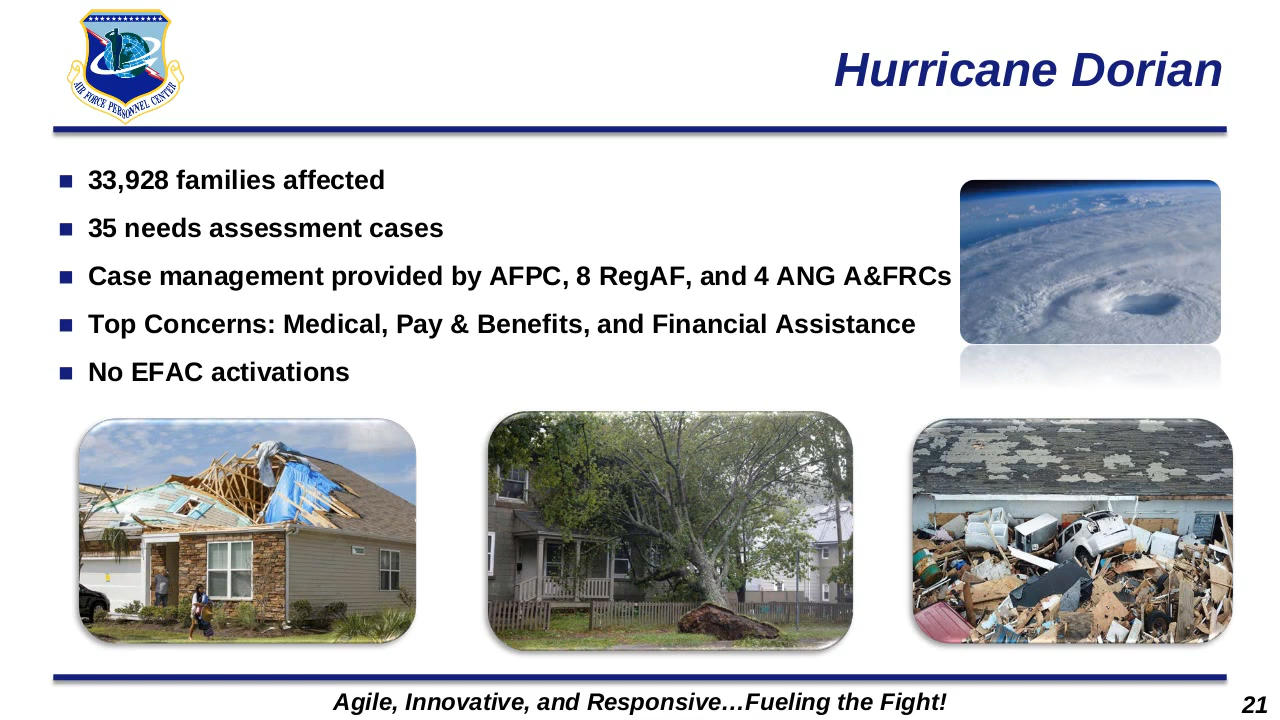 AIR FORCE PERSONNEL CENTER
Hurricane Dorian
33,928 families affected
35 needs assessment cases
Case management provided by AFPC, 8 RegAF, and 4 ANG A&FRCs
Top Concerns: Medical, Pay & Benefits, and Financial Assistance
No EFAC activations
Agile, Innovative, and Responsive…Fueling the Fight!
21